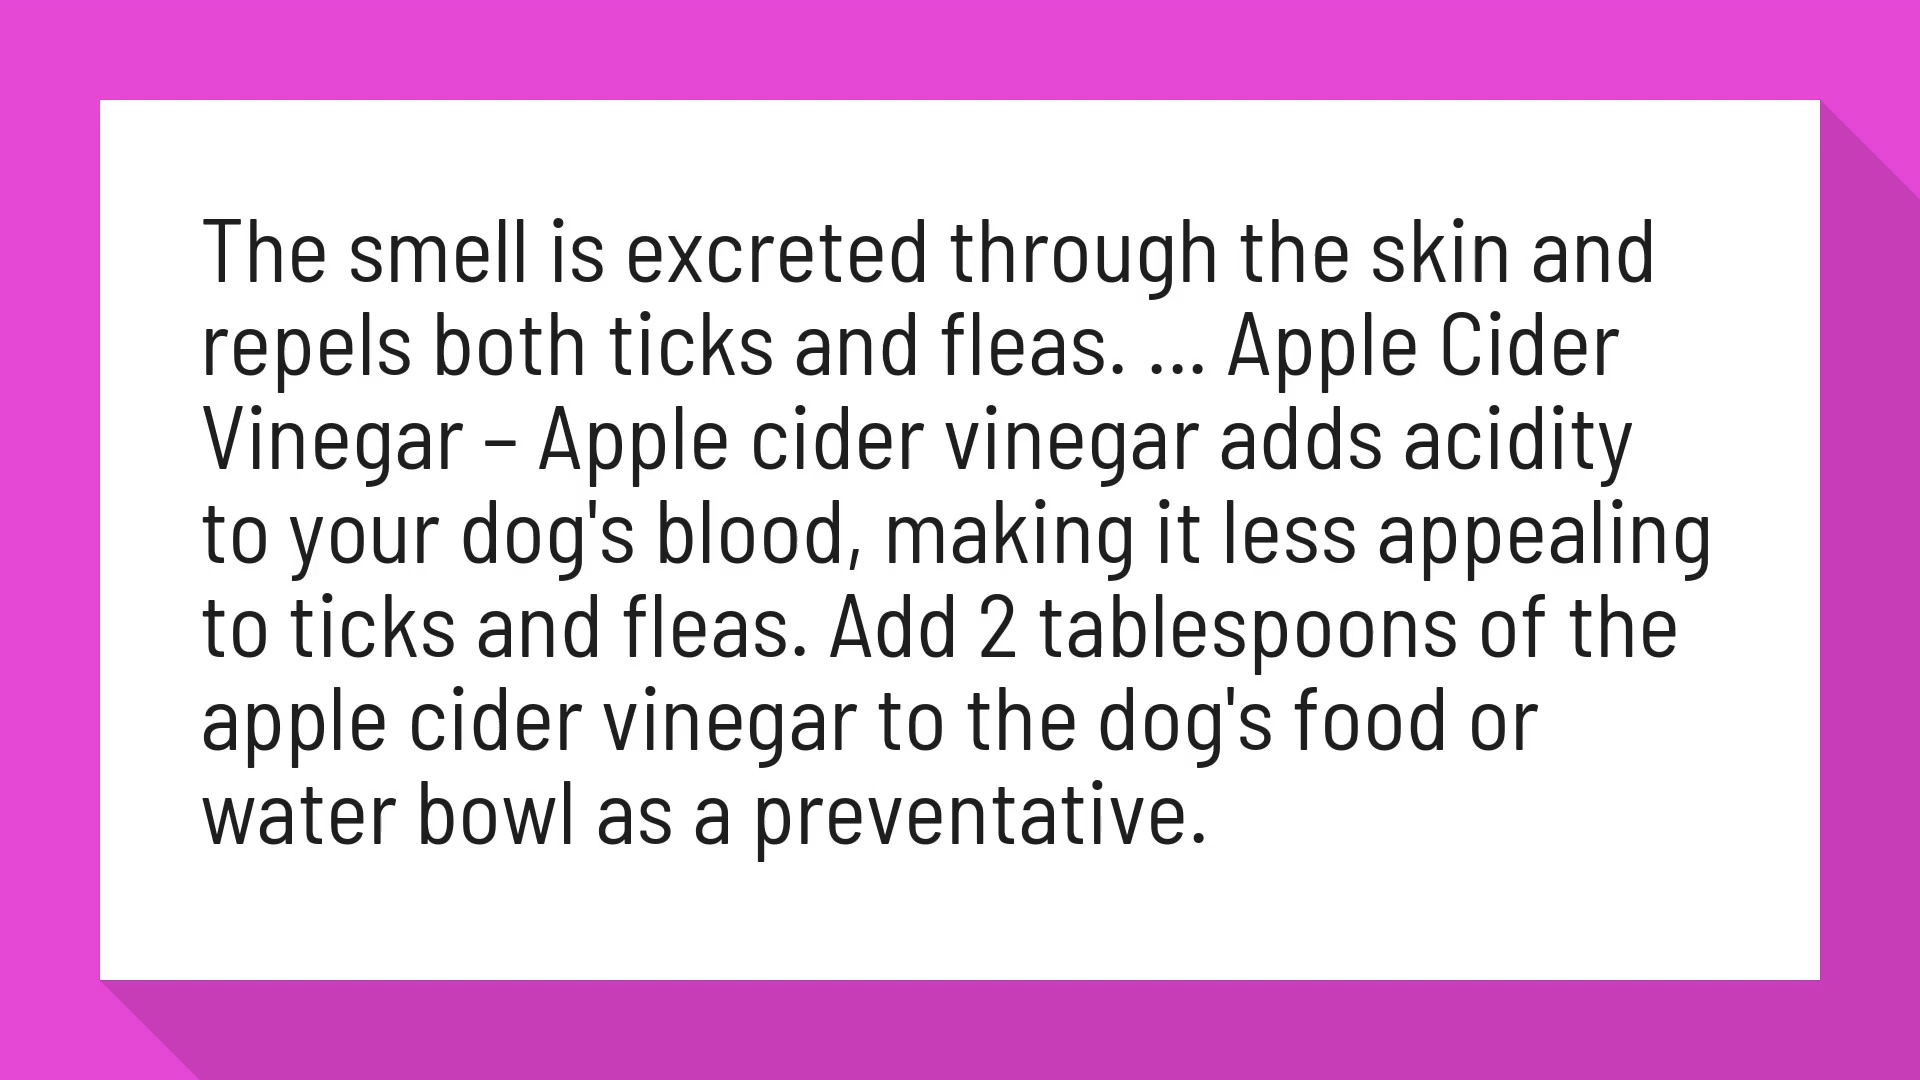 The smell is excreted through the skin and
repels both ticks and fleas. ... Apple Cider
Vinegar – Apple cider vinegar adds acidity
to your dog's blood, making it less appealing
to ticks and fleas. Add 2 tablespoons of the
apple cider vinegar to the dog's food or
water bowl as a preventative.